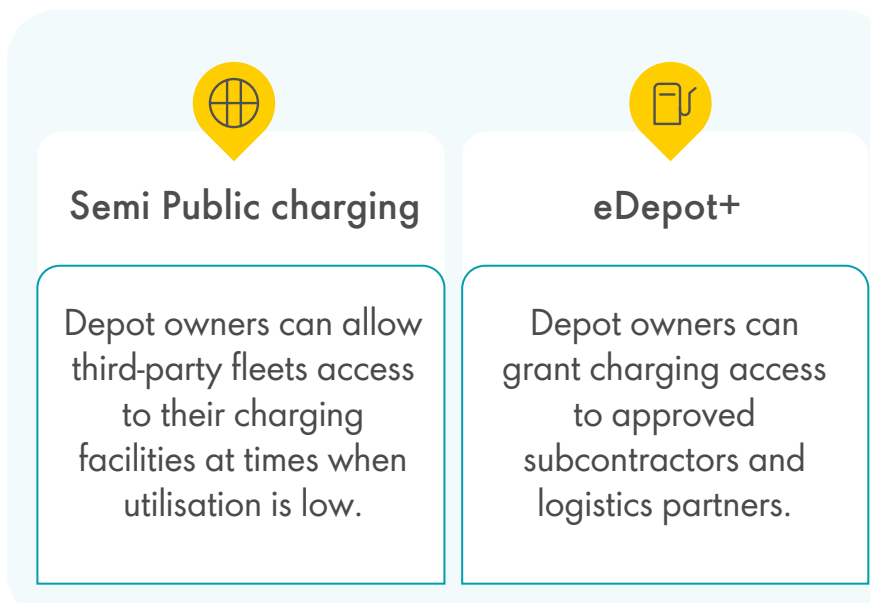 Semi Public charging
Depot owners can allow
third-party fleets access
to their charging
facilities at times when
utilisation is low.
eDepot+
Depot owners can
grant charging access
to approved
subcontractors and
logistics partners.